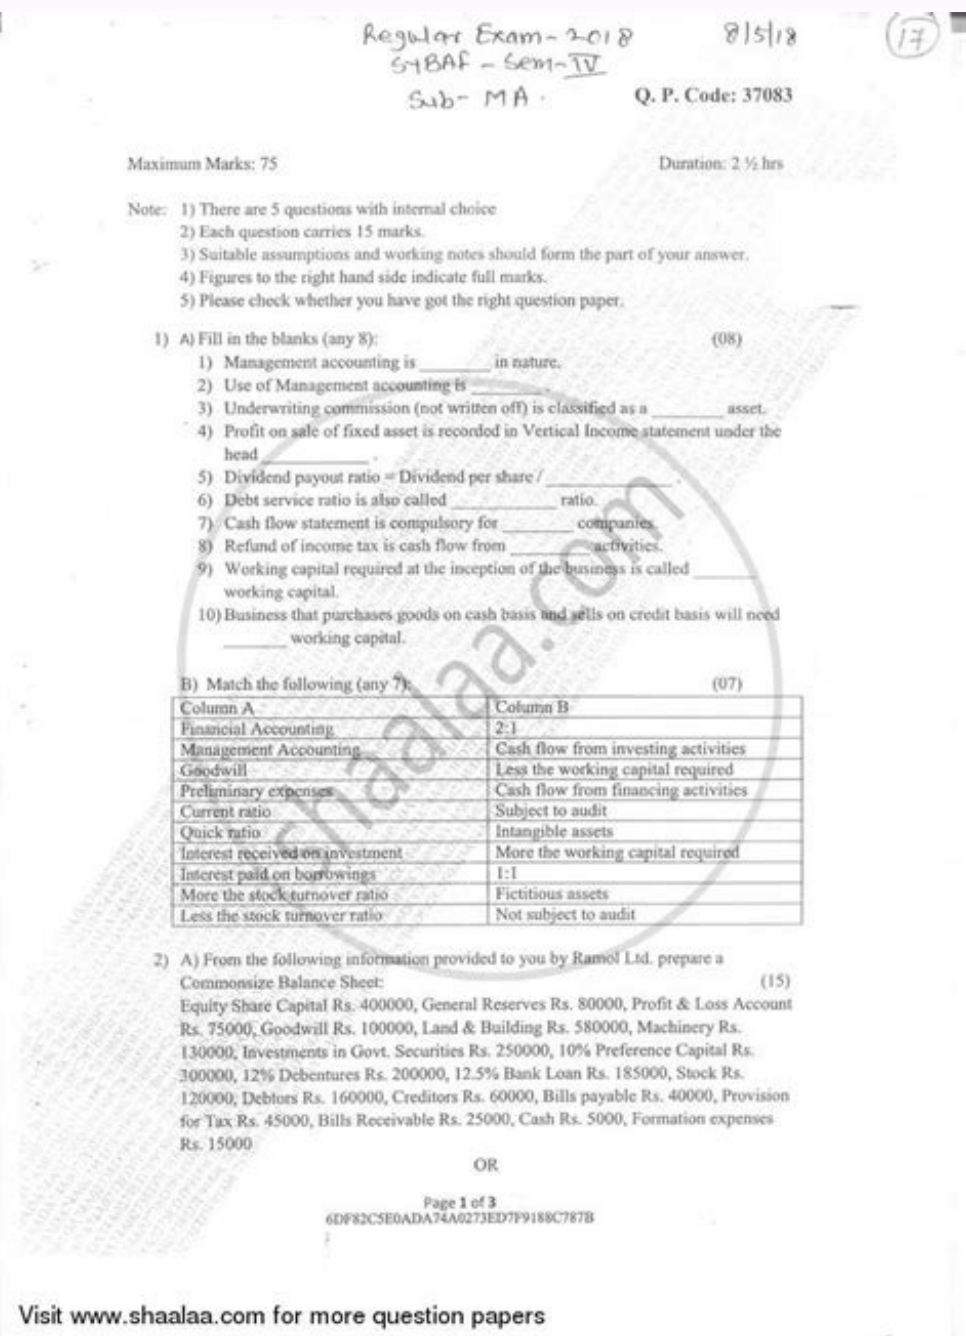 Regular Exam-2018 8/5/18 17
SYBAF - Sem-IV
Sub- MA.
Q. P. Code: 37083
Maximum Marks: 75 Duration: 2 ½ hrs
Note: 1) There are 5 questions with internal choice
2) Each question carries 15 marks.
3) Suitable assumptions and working notes should form the part of your answer.
4) Figures to the right hand side indicate full marks.
5) Please check whether you have got the right question paper.
1) A) Fill in the blanks (any 8): (08)
1) Management accounting is ________ in nature.
2) Use of Management accounting is ________.
3) Underwriting commission (not written off) is classified as a ________ asset.
4) Profit on sale of fixed asset is recorded in Vertical Income statement under the
head ____________.
5) Dividend payout ratio = Dividend per share / ______________.
6) Debt service ratio is also called ____________ ratio.
7) Cash flow statement is compulsory for ________ companies.
8) Refund of income tax is cash flow from _________ activities.
9) Working capital required at the inception of the business is called _______
working capital.
10) Business that purchases goods on cash basis and sells on credit basis will need
_______ working capital.
B) Match the following (any 7): (07)
Column A Column B
Financial Accounting 2:1
Management Accounting Cash flow from investing activities
Goodwill Less the working capital required
Preliminary expenses Cash flow from financing activities
Current ratio Subject to audit
Quick ratio Intangible assets
Interest received on investment More the working capital required
Interest paid on borrowings 1:1
More the stock turnover ratio Fictitious assets
Less the stock turnover ratio Not subject to audit
2) A) From the following information provided to you by Ramol Ltd. prepare a
Commonsize Balance Sheet: (15)
Equity Share Capital Rs. 400000, General Reserves Rs. 80000, Profit & Loss Account
Rs. 75000, Goodwill Rs. 100000, Land & Building Rs. 580000, Machinery Rs.
130000, Investments in Govt. Securities Rs. 250000, 10% Preference Capital Rs.
300000, 12% Debentures Rs. 200000, 12.5% Bank Loan Rs. 185000, Stock Rs.
120000, Debtors Rs. 160000, Creditors Rs. 60000, Bills payable Rs. 40000, Provision
for Tax Rs. 45000, Bills Receivable Rs. 25000, Cash Rs. 5000, Formation expenses
Rs. 15000
OR
Page 1 of 3
6DF82C5E0ADA74A0273ED7F9188C787B
shaalaa.com
Visit www.shaalaa.com for more question papers